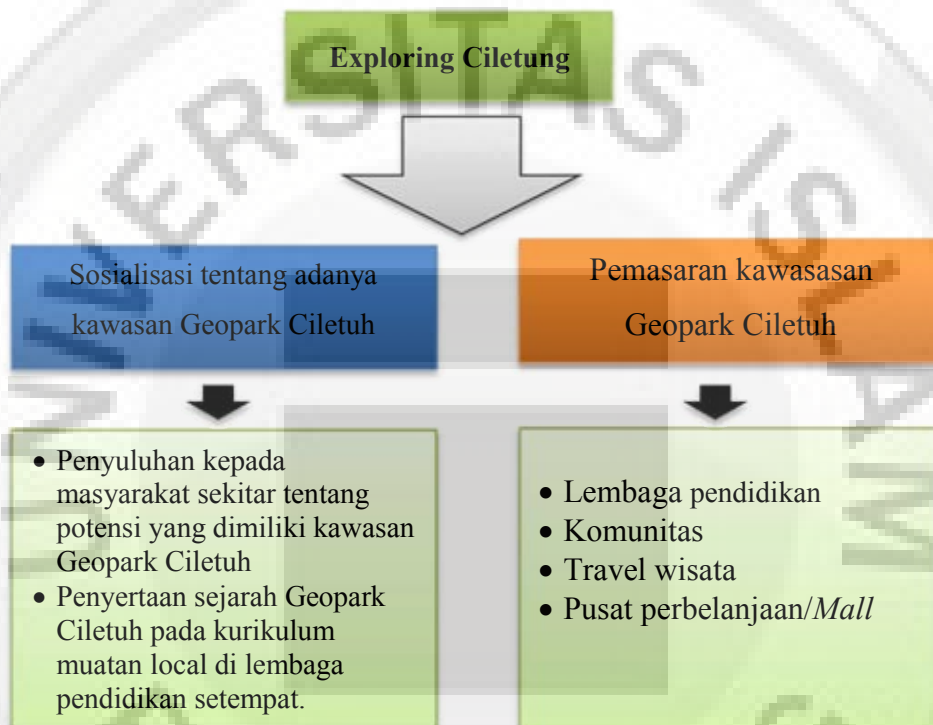 Exploring Ciletung
Sosialisasi tentang adanya
kawasan Geopark Ciletuh
Pemasaran kawasasan
Geopark Ciletuh
• Penyuluhan kepada
masyarakat sekitar tentang
potensi yang dimiliki kawasan
Geopark Ciletuh
• Penyertaan sejarah Geopark
Ciletuh pada kurikulum
muatan local di lembaga
pendidikan setempat.
• Lembaga pendidikan
• Komunitas
• Travel wisata
• Pusat perbelanjaan/Mall
UNIVERSITAS ISLAM